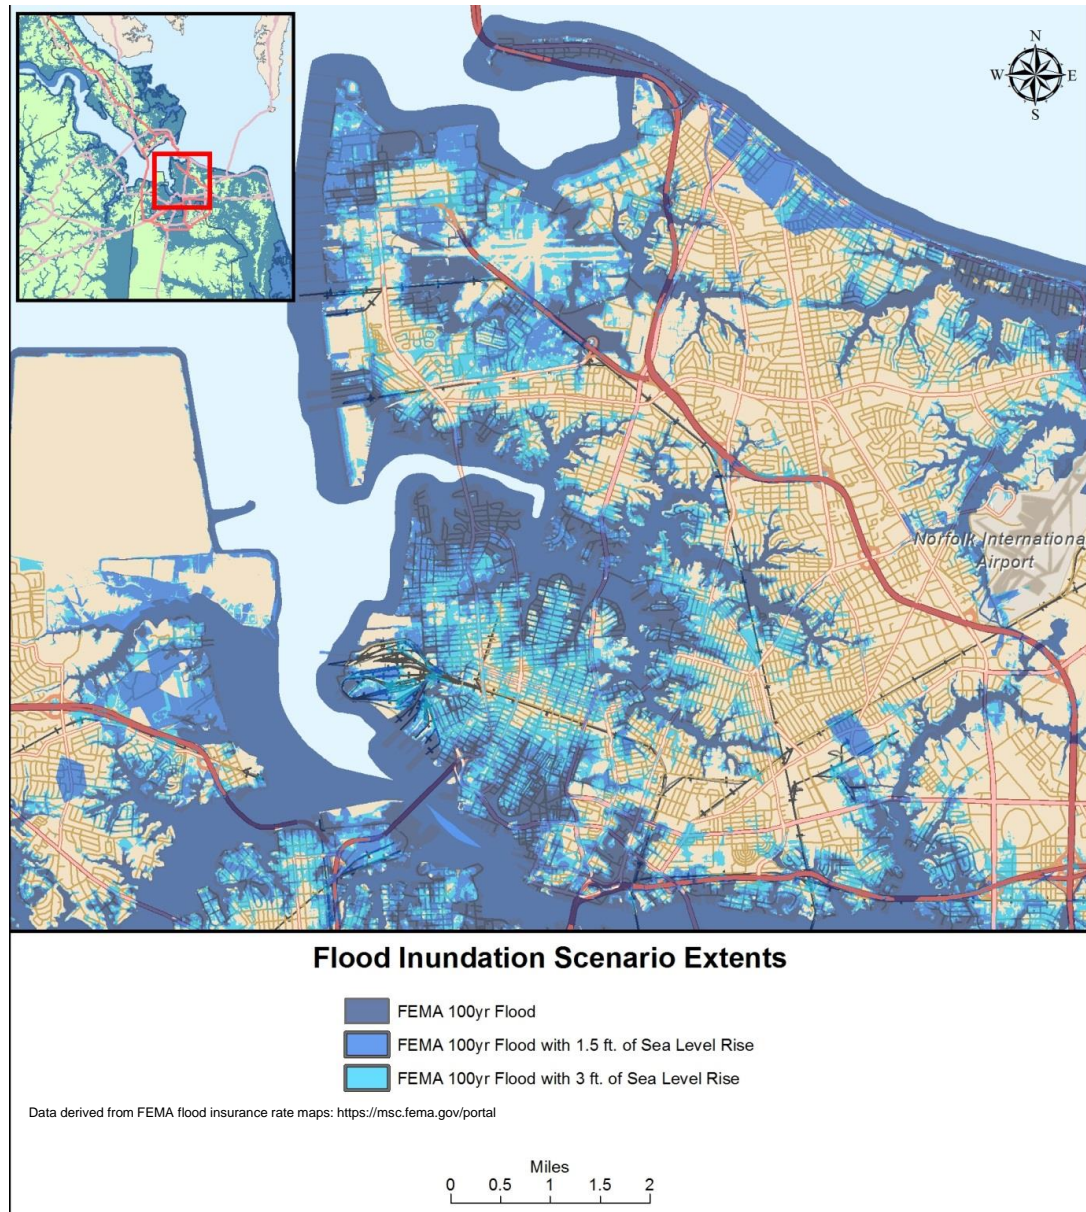 N
W E
S
Norfolk International
Airport
Flood Inundation Scenario Extents
FEMA 100yr Flood
FEMA 100yr Flood with 1.5 ft. of Sea Level Rise
FEMA 100yr Flood with 3 ft. of Sea Level Rise
Data derived from FEMA flood insurance rate maps: https://msc.fema.gov/portal
Miles
0 0.5 1 1.5 2